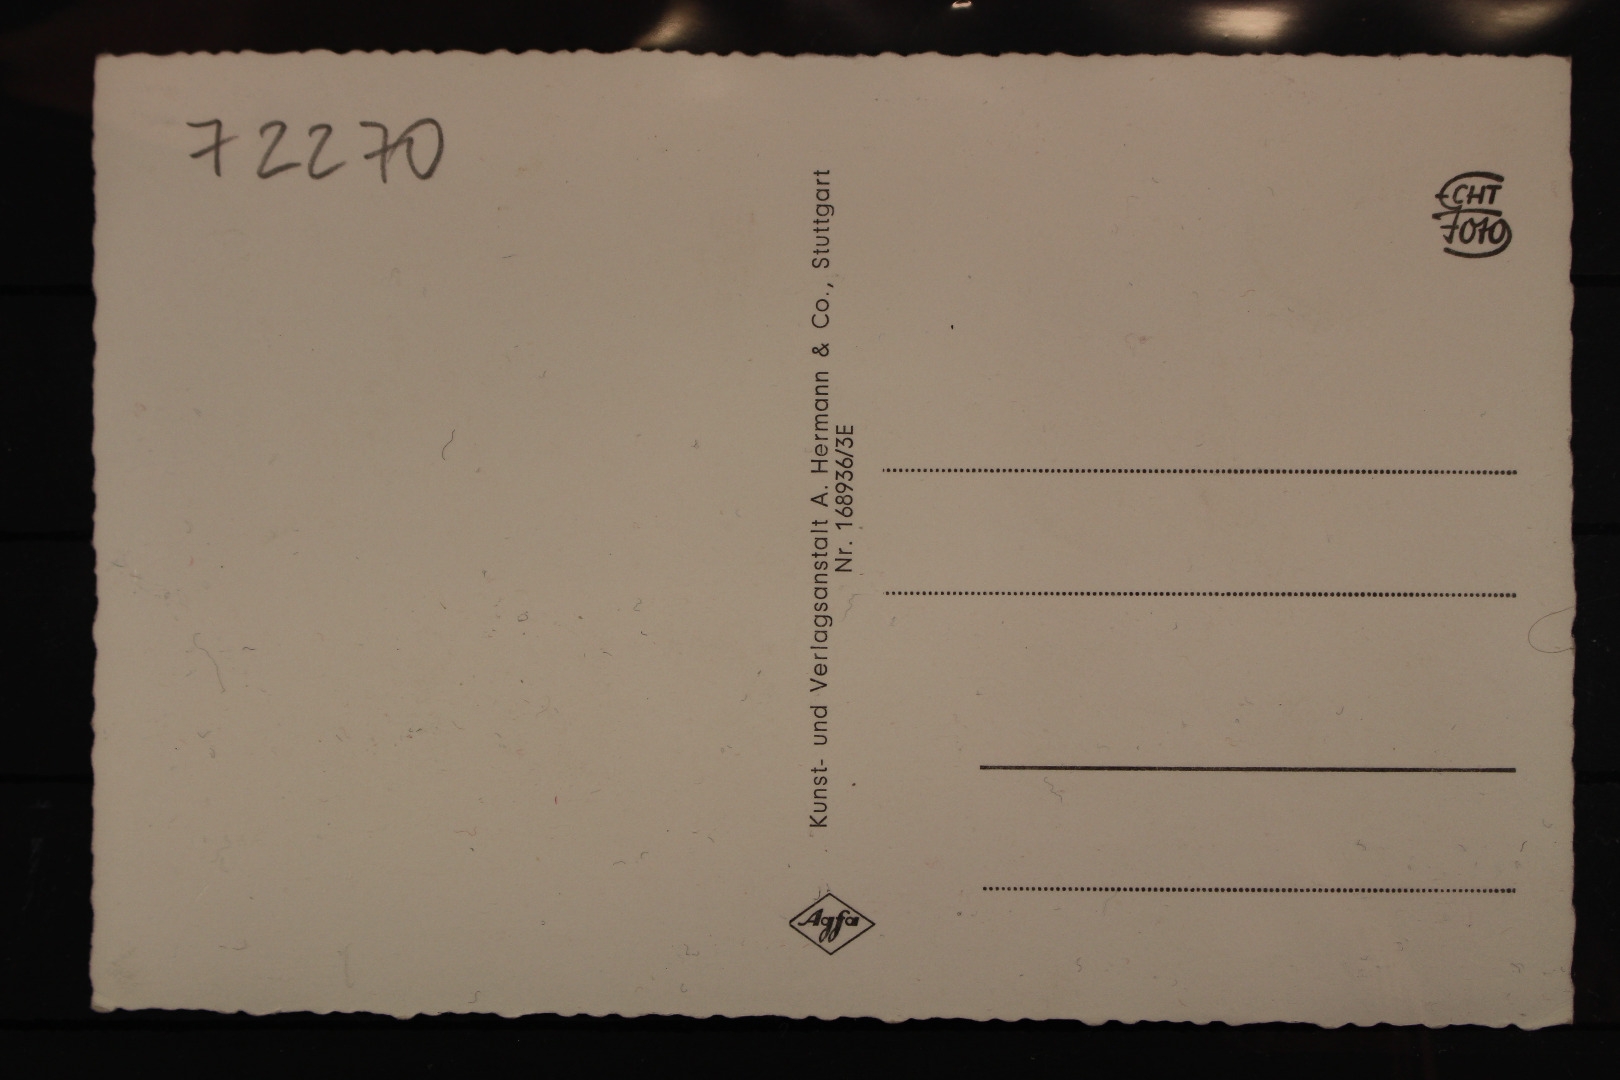 72270
Kunst- und Verlagsanstalt A. Hermann & Co., Stuttgart
Nr. 168936/3E
ECHT
FOTO
Agfa